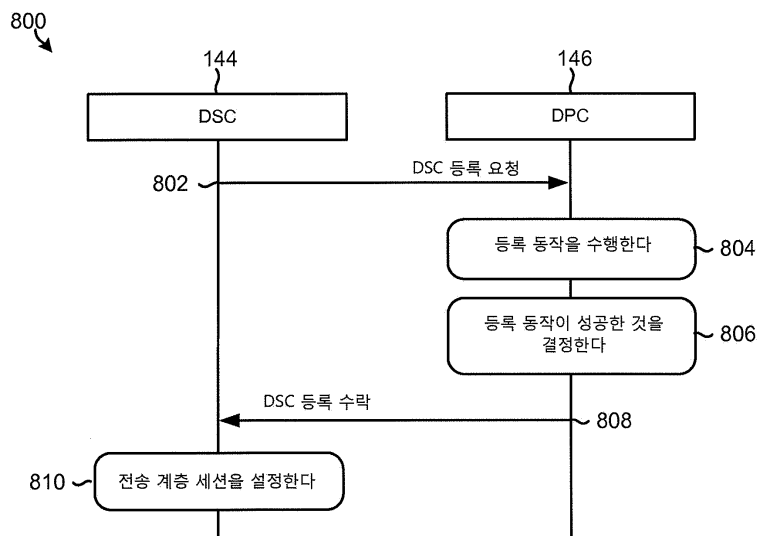 800
144
146
DSC
DPC
DSC 등록 요청
802
등록 동작을 수행한다
804
등록 동작이 성공한 것을
결정한다
806
DSC 등록 수락
808
810
전송 계층 세션을 설정한다